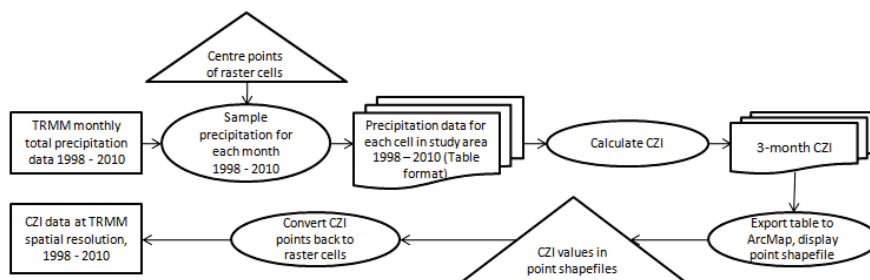 Centre points
of raster cells
TRMM monthly
total precipitation
data 1998 - 2010
Sample
precipitation for
each month
1998 - 2010
Precipitation data for
each cell in study area
1998 – 2010 (Table
format)
Calculate CZI
3-month CZI
Export table to
ArcMap, display
point shapefile
CZI values in
point shapefiles
Convert CZI
points back to
raster cells
CZI data at TRMM
spatial resolution,
1998 - 2010